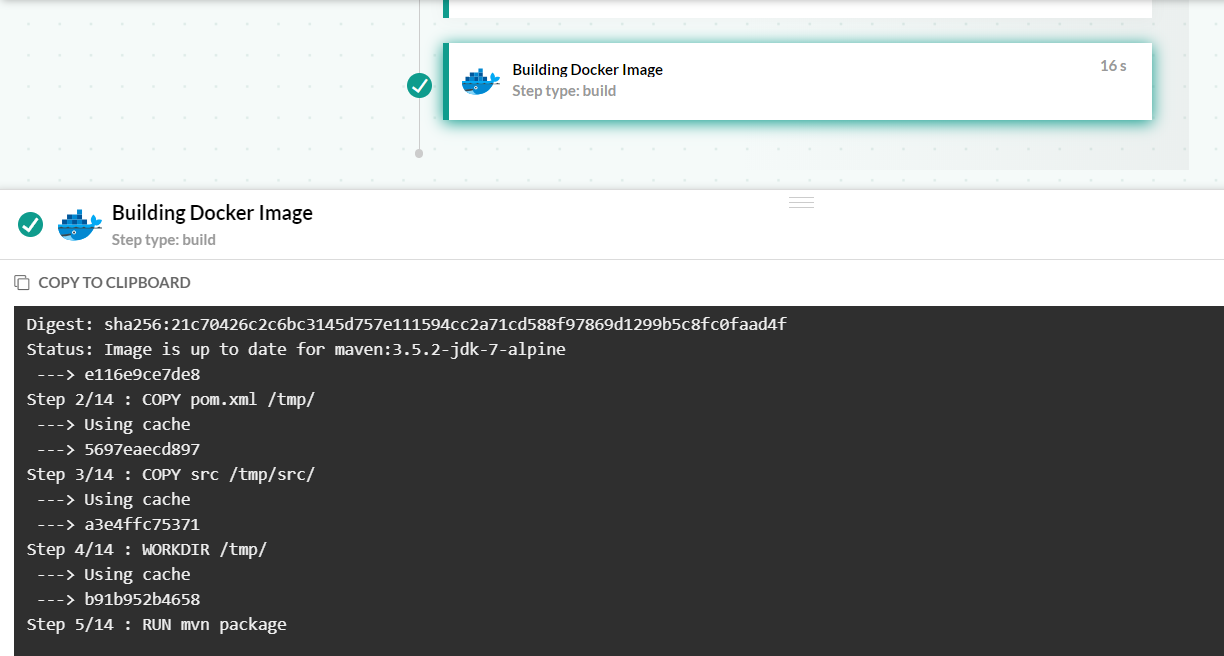 Building Docker Image
16 s
Step type: build
Building Docker Image
Step type: build
COPY TO CLIPBOARD
Digest: sha256:21c70426c2c6bc3145d757e111594cc2a71cd588f97869d1299b5c8fc0faad4f
Status: Image is up to date for maven:3.5.2-jdk-7-alpine
---> e116e9ce7de8
Step 2/14 : COPY pom.xml /tmp/
---> Using cache
---> 5697eaecd897
Step 3/14 : COPY src /tmp/src/
---> Using cache
---> a3e4ffc75371
Step 4/14 : WORKDIR /tmp/
---> Using cache
---> b91b952b4658
Step 5/14 : RUN mvn package